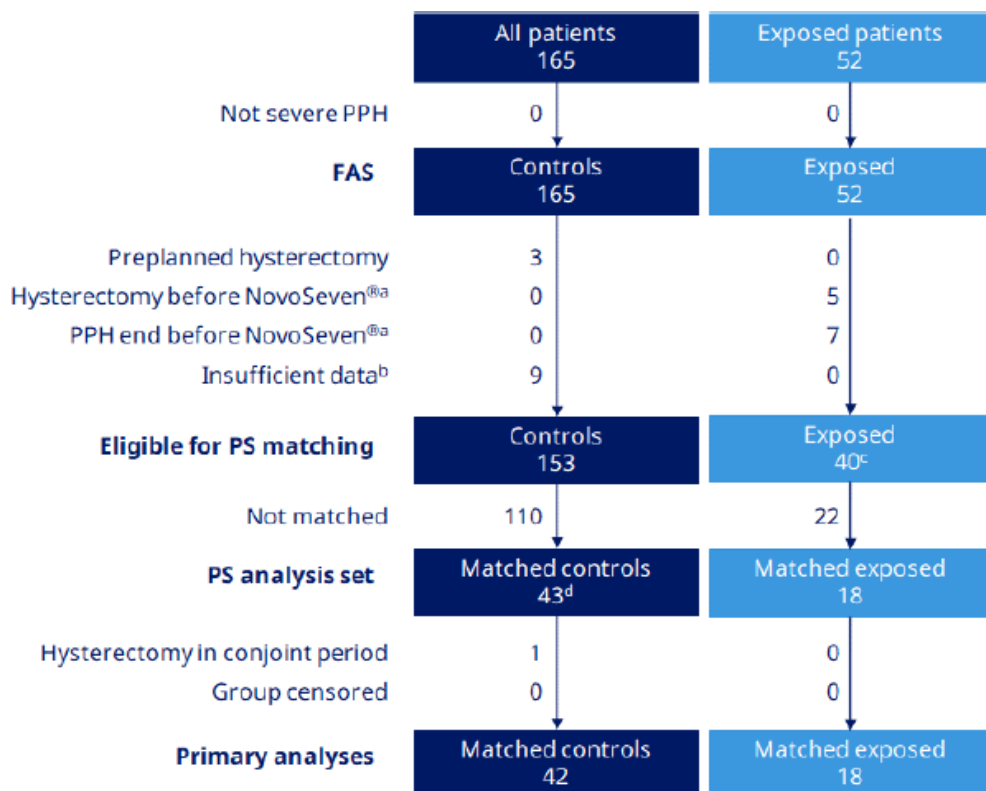 All patients Exposed patients
165 52
Not severe PPH 0 0
FAS Controls Exposed
165 52
Preplanned hysterectomy 3 0
Hysterectomy before NovoSeven®ᵃ 0 5
PPH end before NovoSeven®ᵃ 0 7
Insufficient dataᵇ 9 0
Eligible for PS matching Controls Exposed
153 40ᶜ
Not matched 110 22
PS analysis set Matched controls Matched exposed
43ᵈ 18
Hysterectomy in conjoint period 1 0
Group censored 0 0
Primary analyses Matched controls Matched exposed
42 18